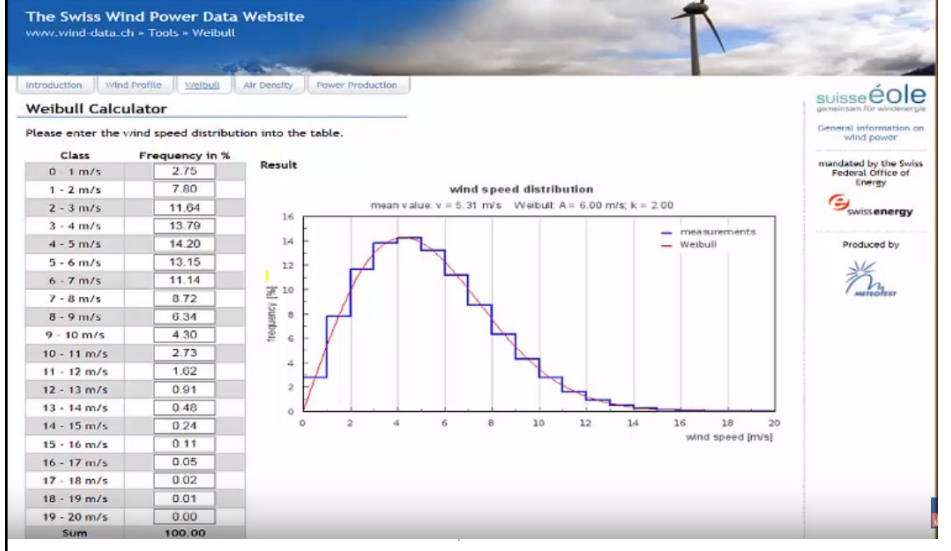 The Swiss Wind Power Data Website
www.wind-data.ch » Tools » Weibull
Introduction Wind Profile Weibull Air Density Power Production
Weibull Calculator
Please enter the wind speed distribution into the table.
Class Frequency in %
0 - 1 m/s 2.75
1 - 2 m/s 7.80
2 - 3 m/s 11.64
3 - 4 m/s 13.79
4 - 5 m/s 14.20
5 - 6 m/s 13.15
6 - 7 m/s 11.14
7 - 8 m/s 8.72
8 - 9 m/s 6.34
9 - 10 m/s 4.30
10 - 11 m/s 2.73
11 - 12 m/s 1.62
12 - 13 m/s 0.91
13 - 14 m/s 0.48
14 - 15 m/s 0.24
15 - 16 m/s 0.11
16 - 17 m/s 0.05
17 - 18 m/s 0.02
18 - 19 m/s 0.01
19 - 20 m/s 0.00
Sum 100.00
Result
wind speed distribution
mean value: v = 5.31 m/s Weibull: A = 6.00 m/s; k = 2.00
measurements
Weibull
frequency [%]
16
14
12
10
8
6
4
2
0
0 2 4 6 8 10 12 14 16 18 20
wind speed [m/s]
suisse éole
gemeinsam für windenergie
General information on
wind power
mandated by the Swiss
Federal Office of
Energy
swissenergy
Produced by
METEOTEST